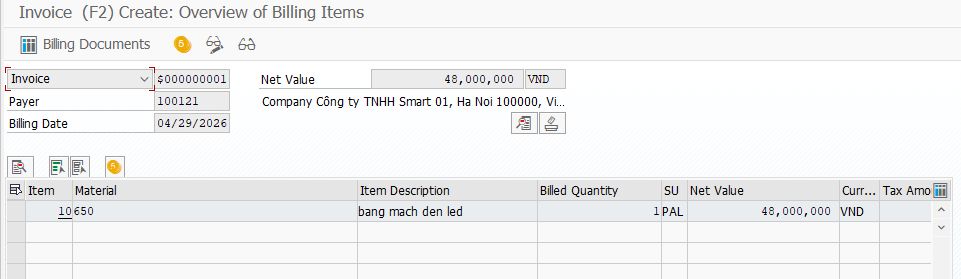 Invoice (F2) Create: Overview of Billing Items
Billing Documents
Invoice $000000001 Net Value 48,000,000 VND
Payer 100121 Company Công ty TNHH Smart 01, Ha Noi 100000, Vi...
Billing Date 04/29/2026
Item Material Item Description Billed Quantity SU Net Value Curr... Tax Amo
10 650 bang mach den led 1 PAL 48,000,000 VND